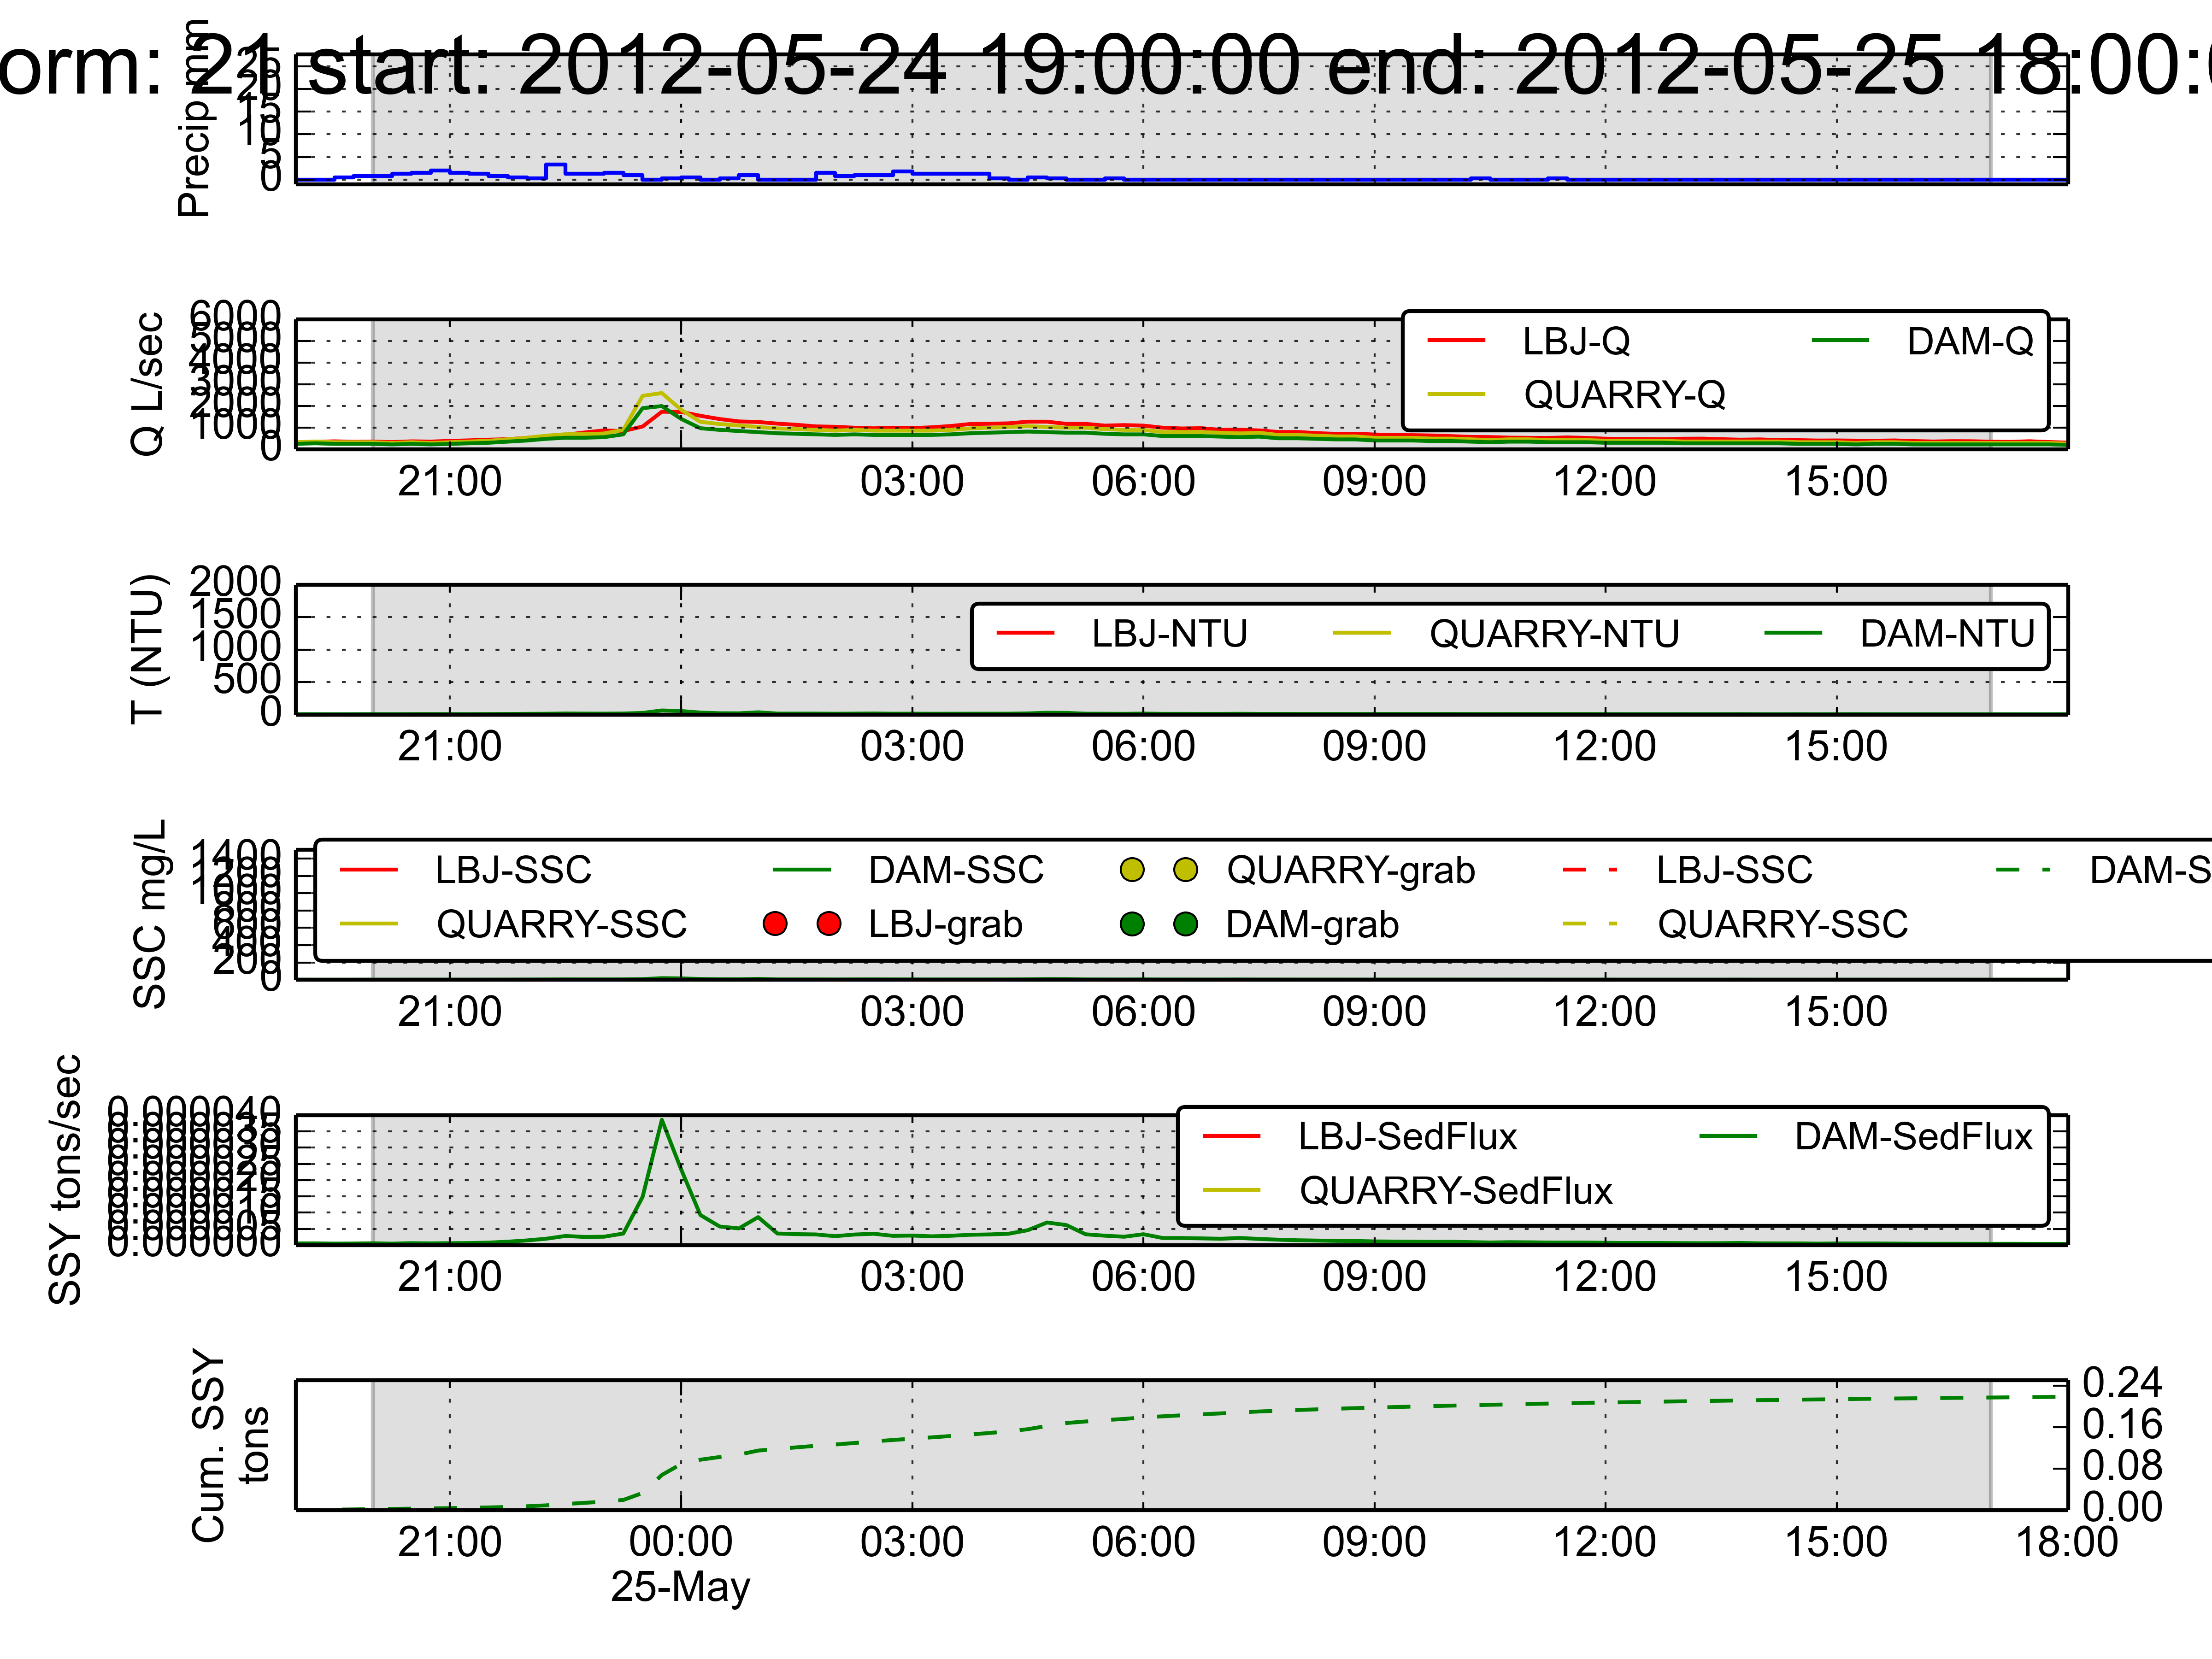 orm: 21 start: 2012-05-24 19:00:00 end: 2012-05-25 18:00:0
Precip mm
25
20
15
10
5
0
Q L/sec
6000
5000
4000
3000
2000
1000
0
LBJ-Q
DAM-Q
QUARRY-Q
21:00 03:00 06:00 09:00 12:00 15:00
T (NTU)
2000
1500
1000
500
0
LBJ-NTU QUARRY-NTU DAM-NTU
21:00 03:00 06:00 09:00 12:00 15:00
SSC mg/L
1400
1200
1000
800
600
400
200
0
LBJ-SSC DAM-SSC QUARRY-grab LBJ-SSC DAM-S
QUARRY-SSC LBJ-grab DAM-grab QUARRY-SSC
21:00 03:00 06:00 09:00 12:00 15:00
SSY tons/sec
0.000040
0.000035
0.000030
0.000025
0.000020
0.000015
0.000010
0.000005
0.000000
LBJ-SedFlux DAM-SedFlux
QUARRY-SedFlux
21:00 03:00 06:00 09:00 12:00 15:00
Cum. SSY
tons
0.24
0.16
0.08
0.00
21:00 00:00 03:00 06:00 09:00 12:00 15:00 18:00
25-May